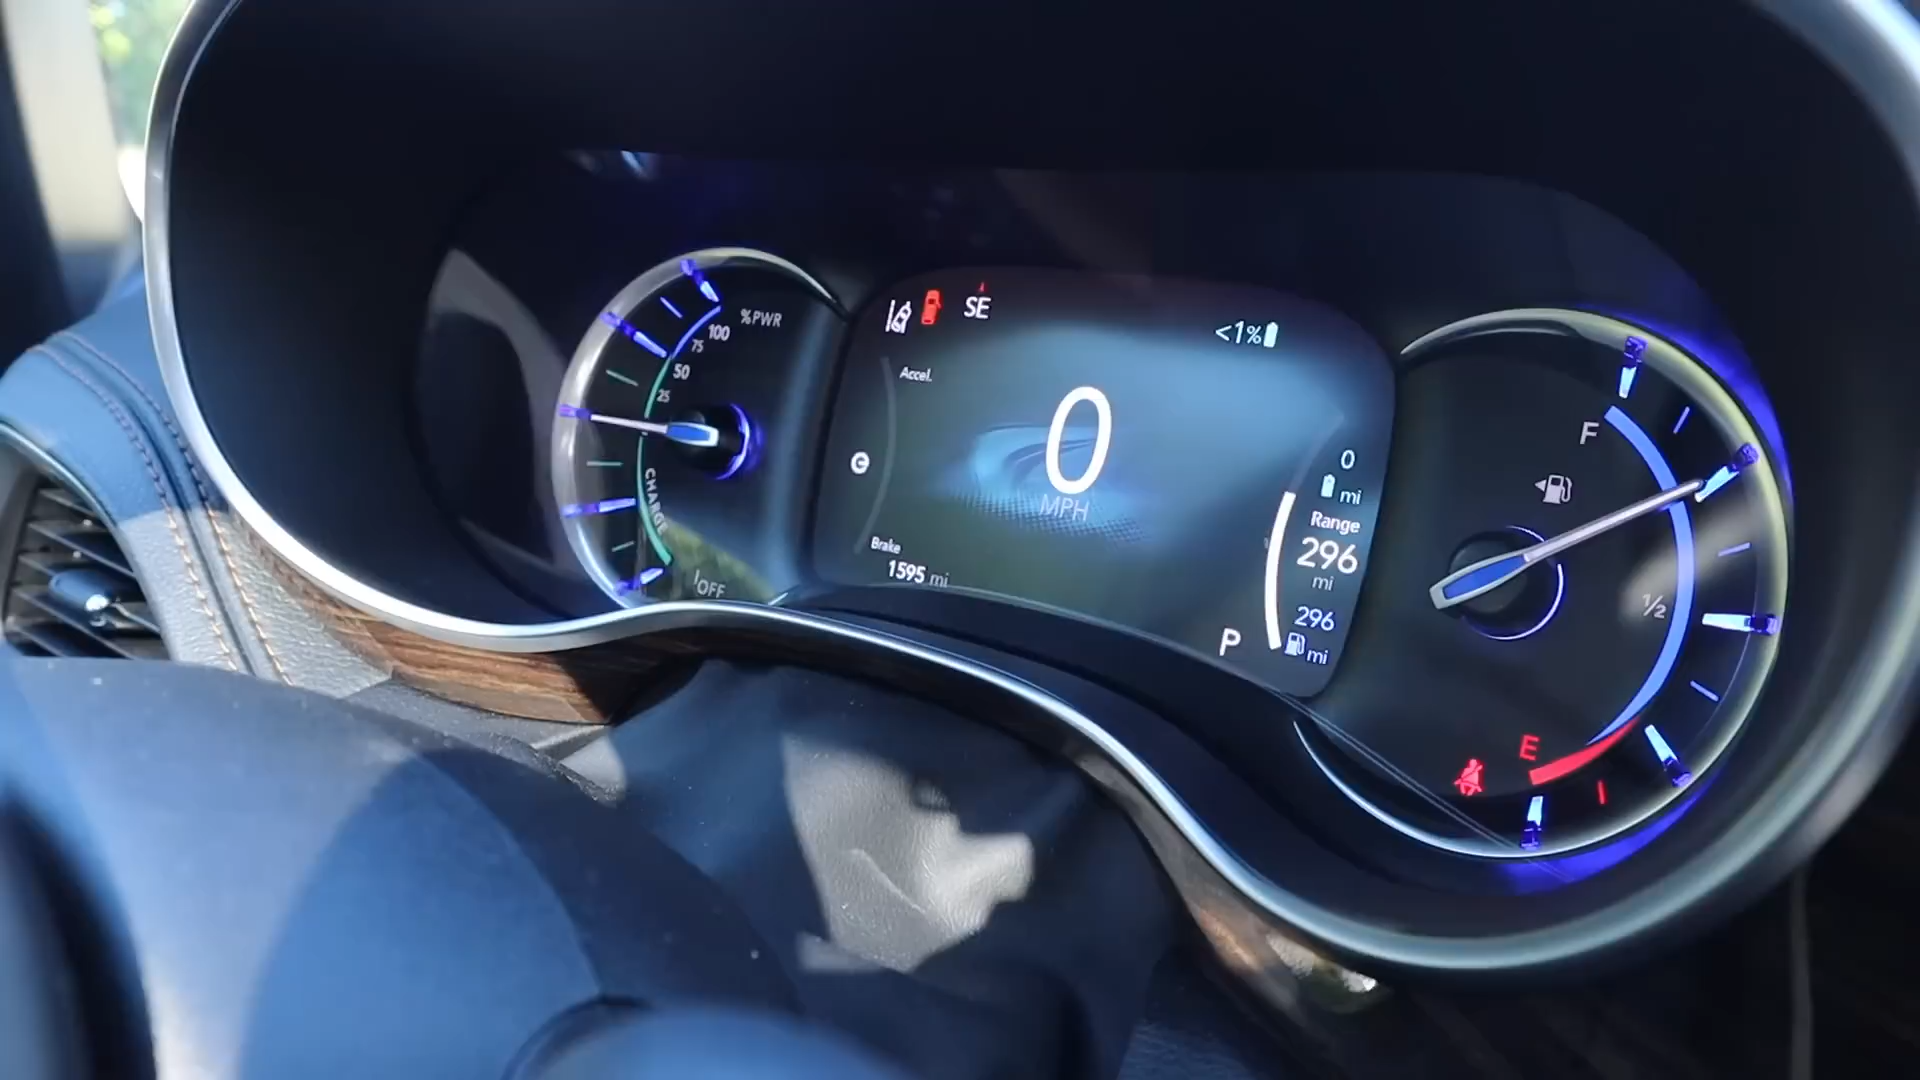 %PWR
100
75
50
25
CHARGE
OFF
SE
<1%
Accel.
0
MPH
C
Brake
1595 mi
P
0
mi
Range
296
mi
296
mi
F
1/2
E